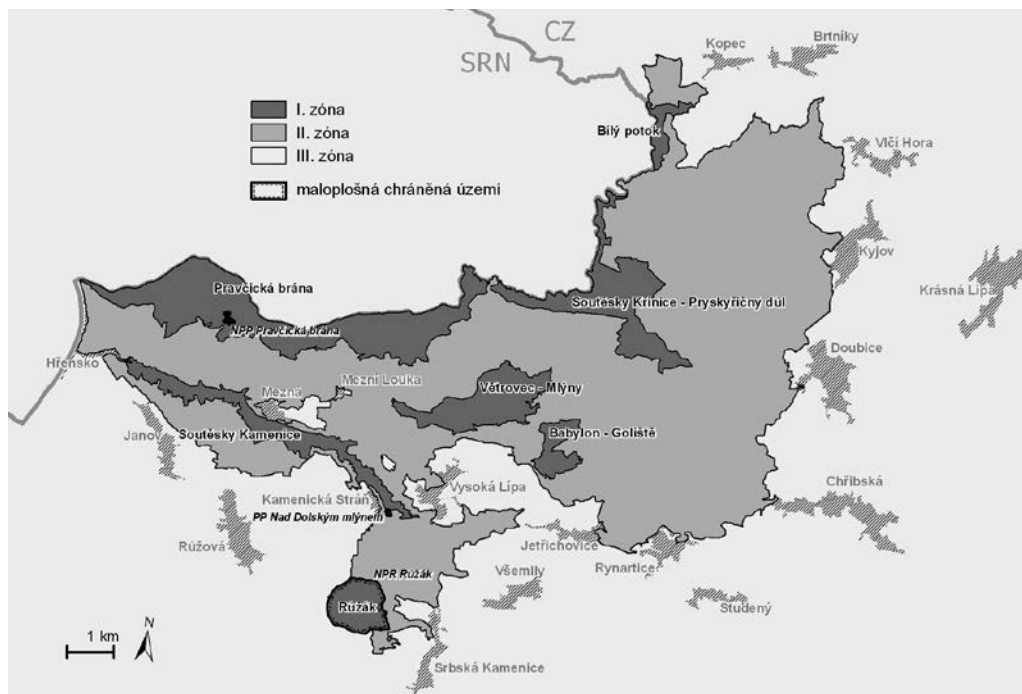 CZ
SRN
Kopec
Brtníky
I. zóna
II. zóna
III. zóna
maloplošná chráněná území
Bílý potok
Vlčí Hora
Kyjov
Krásná Lípa
Pravčická brána
Soutěsky Křinice - Pryskyřičný důl
NPP Pravčická brána
Doubice
Hřensko
Mezní Louka
Mezná
Větrovec - Mlýny
Janov
Soutěsky Kamenice
Babylon - Goliště
Vysoká Lípa
Chřibská
Kamenická Stráň
PP Nad Dolským mlýnem
Růžová
Jetřichovice
Rynartice
NPR Růžák
Všemily
Růžák
Studený
1 km
N
Srbská Kamenice